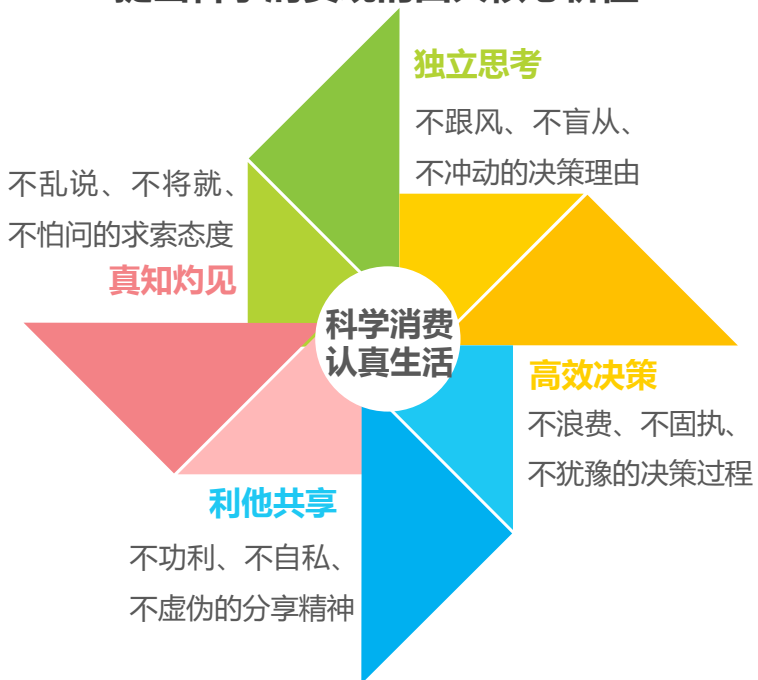 独立思考
不跟风、不盲从、
不冲动的决策理由
不乱说、不将就、
不怕问的求索态度
真知灼见
科学消费
认真生活
高效决策
不浪费、不固执、
不犹豫的决策过程
利他共享
不功利、不自私、
不虚伪的分享精神